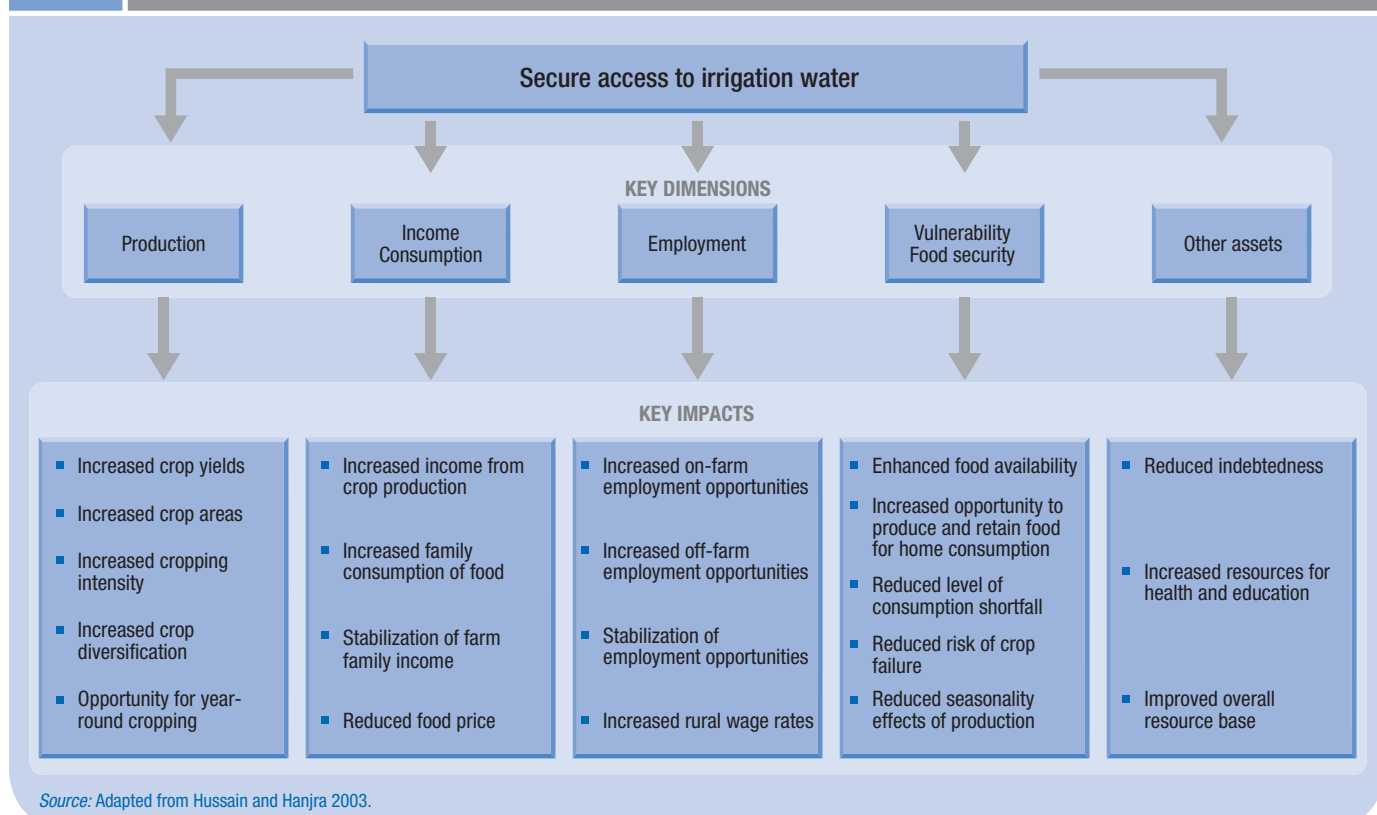 Secure access to irrigation water
KEY DIMENSIONS
Production
Income
Consumption
Employment
Vulnerability
Food security
Other assets
KEY IMPACTS
Increased crop yields
Increased crop areas
Increased cropping
intensity
Increased crop
diversification
Opportunity for year-
round cropping
Increased income from
crop production
Increased family
consumption of food
Stabilization of farm
family income
Reduced food price
Increased on-farm
employment opportunities
Increased off-farm
employment opportunities
Stabilization of
employment opportunities
Increased rural wage rates
Enhanced food availability
Increased opportunity to
produce and retain food
for home consumption
Reduced level of
consumption shortfall
Reduced risk of crop
failure
Reduced seasonality
effects of production
Reduced indebtedness
Increased resources for
health and education
Improved overall
resource base
Source: Adapted from Hussain and Hanjra 2003.